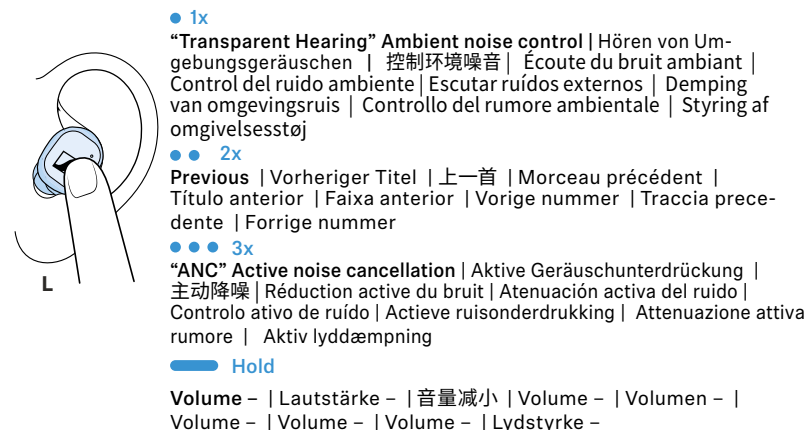 1x
“Transparent Hearing” Ambient noise control | Hören von Um-
gebungsgeräuschen | 控制环境噪音 | Écoute du bruit ambiant |
Control del ruido ambiente | Escutar ruídos externos | Demping
van omgevingsruis | Controllo del rumore ambientale | Styring af
omgivelsesstøj
2x
Previous | Vorheriger Titel | 上一首 | Morceau précédent |
Título anterior | Faixa anterior | Vorige nummer | Traccia prece-
dente | Forrige nummer
3x
“ANC” Active noise cancellation | Aktive Geräuschunterdrückung |
主动降噪 | Réduction active du bruit | Atenuación activa del ruido |
Controlo ativo de ruído | Actieve ruisonderdrukking | Attenuazione attiva
rumore | Aktiv lyddæmpning
Hold
Volume – | Lautstärke – | 音量减小 | Volume – | Volumen – |
Volume – | Volume – | Volume – | Lydstyrke –
L